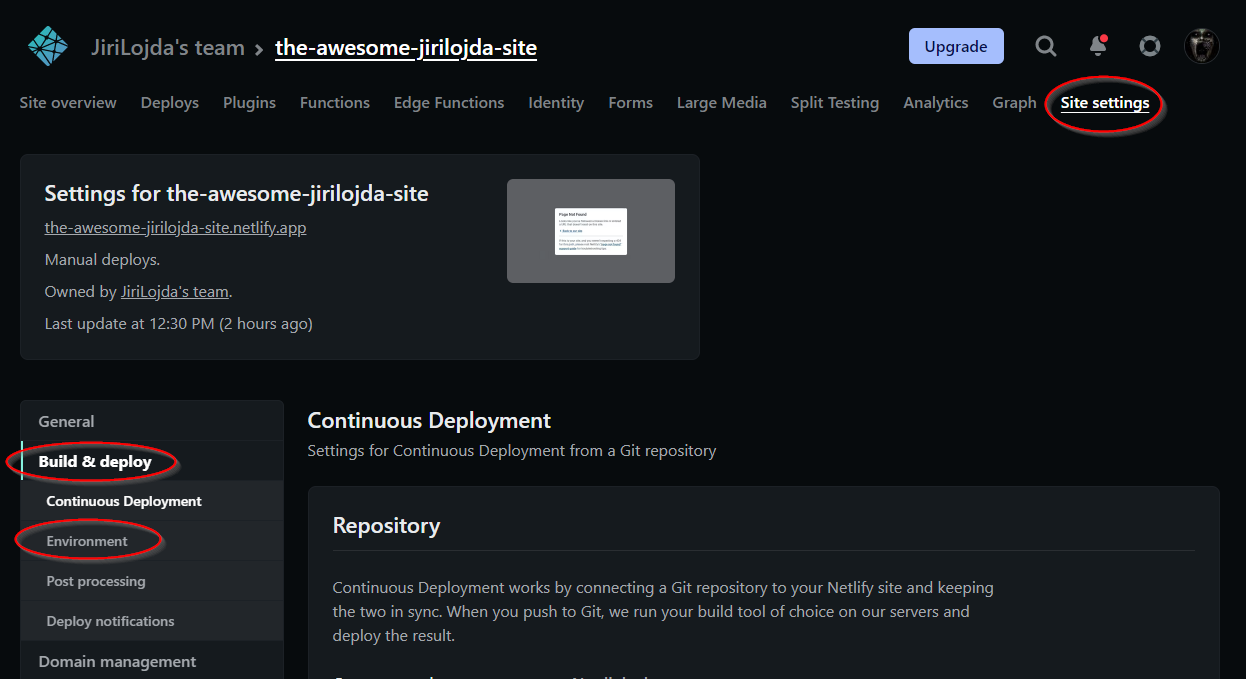 JiriLojda's team > the-awesome-jirilojda-site
Upgrade
Site overview Deploys Plugins Functions Edge Functions Identity Forms Large Media Split Testing Analytics Graph Site settings
Settings for the-awesome-jirilojda-site
the-awesome-jirilojda-site.netlify.app
Manual deploys.
Owned by JiriLojda's team.
Last update at 12:30 PM (2 hours ago)
Page Not Found
General
Build & deploy
Continuous Deployment
Environment
Post processing
Deploy notifications
Domain management
Continuous Deployment
Settings for Continuous Deployment from a Git repository
Repository
Continuous Deployment works by connecting a Git repository to your Netlify site and keeping
the two in sync. When you push to Git, we run your build tool of choice on our servers and
deploy the result.